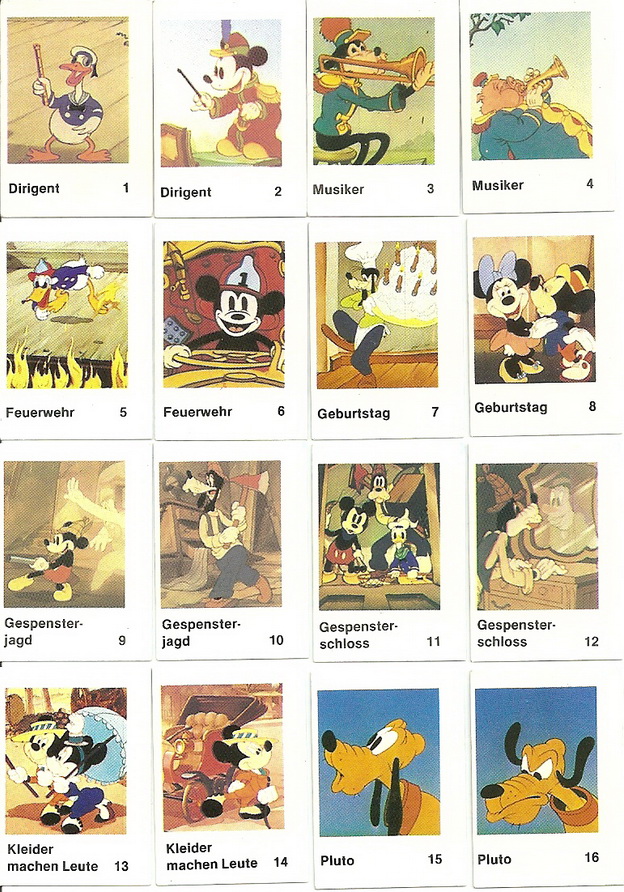 Dirigent 1
Dirigent 2
Musiker 3
Musiker 4
1
Feuerwehr 5
Feuerwehr 6
Geburtstag 7
Geburtstag 8
Gespenster-
jagd 9
Gespenster-
jagd 10
Gespenster-
schloss 11
Gespenster-
schloss 12
Kleider
machen Leute 13
Kleider
machen Leute 14
Pluto 15
Pluto 16